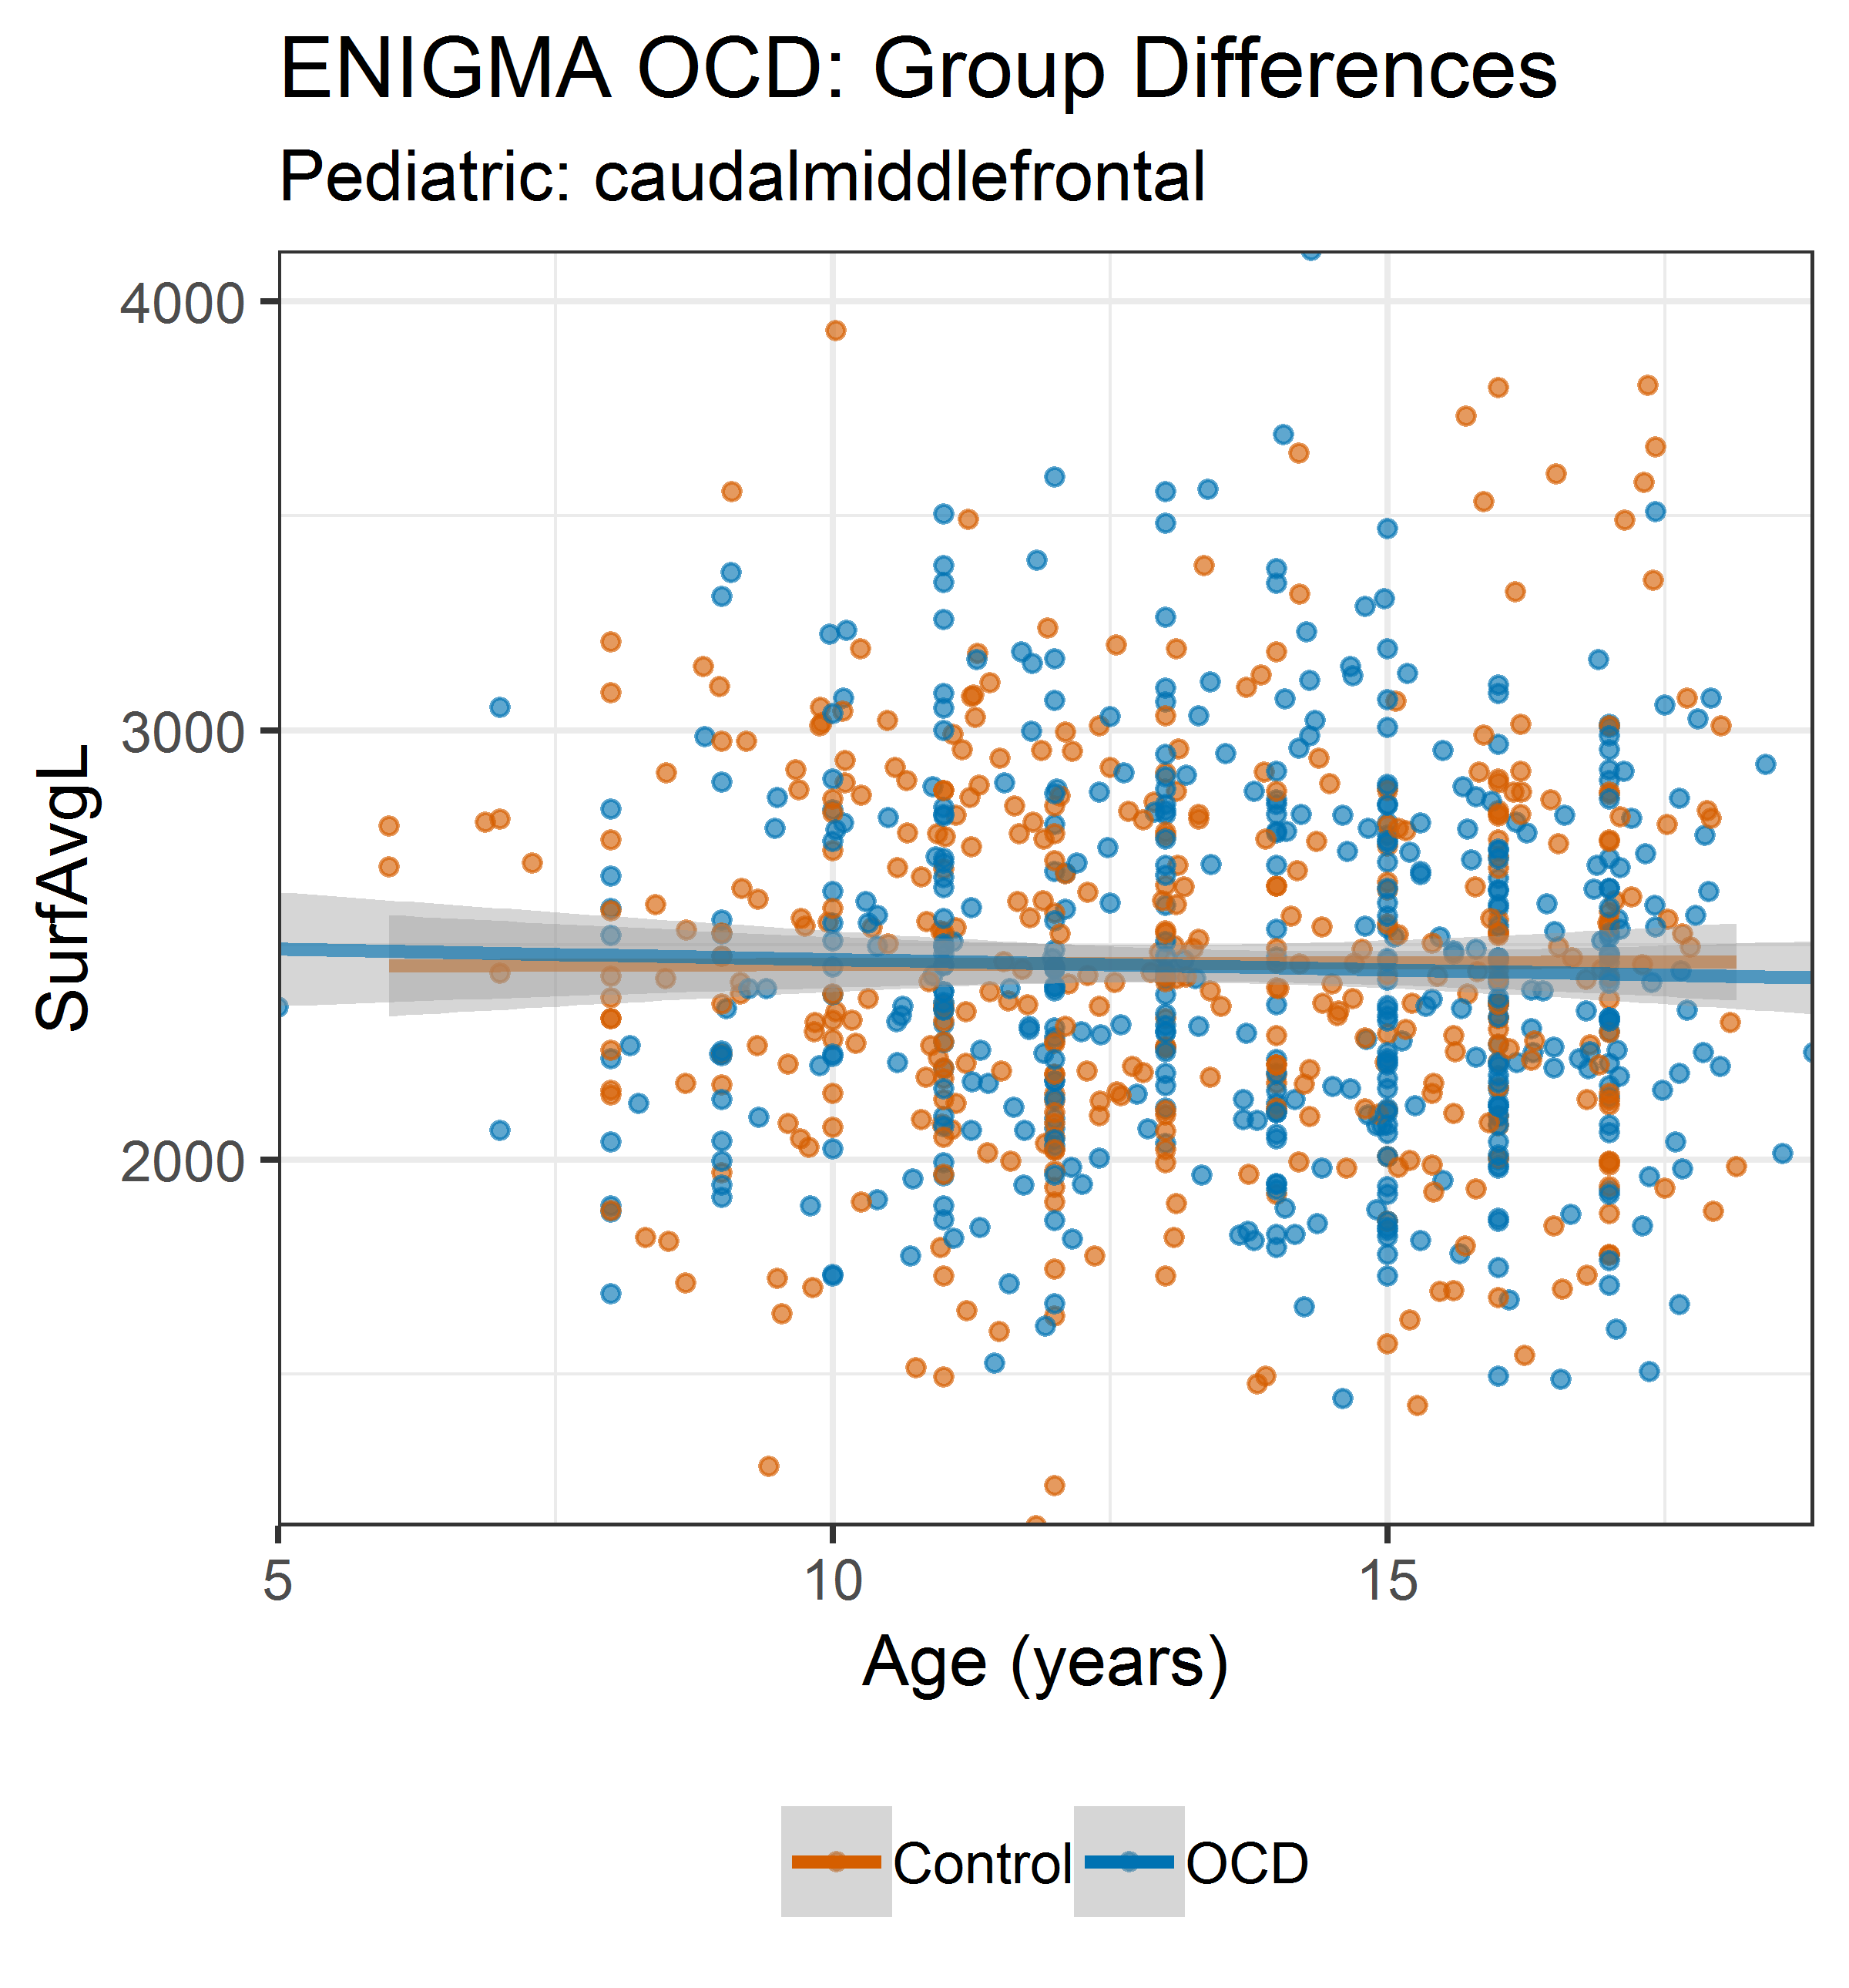 ENIGMA OCD: Group Differences
Pediatric: caudalmiddlefrontal
4000
3000
2000
SurfAvgL
5 10 15
Age (years)
Control OCD